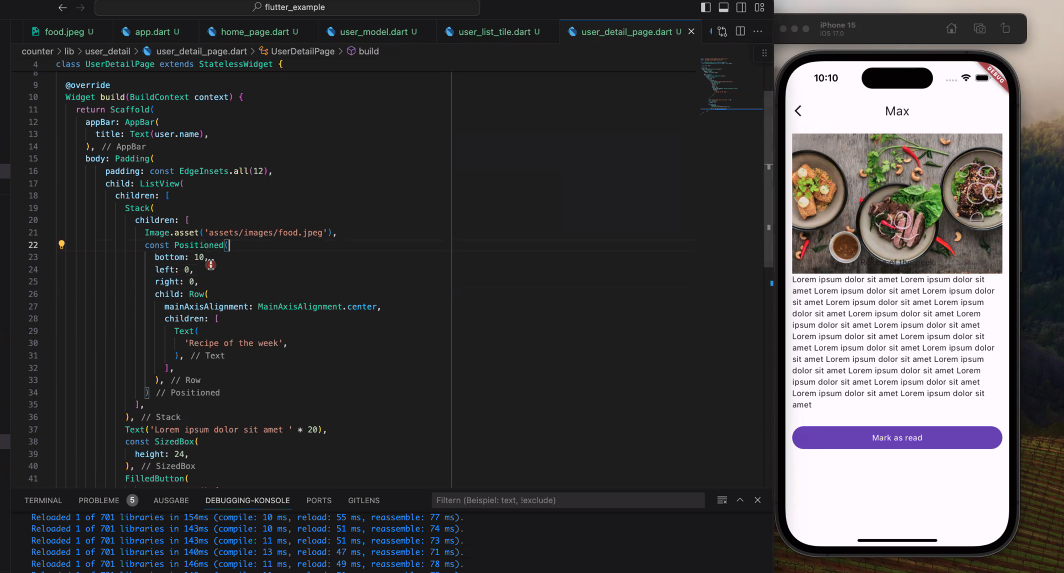 flutter_example
food.jpeg U
app.dart U
home_page.dart U
user_model.dart U
user_list_tile.dart U
user_detail_page.dart U
counter > lib > user_detail > user_detail_page.dart > UserDetailPage > build
4 class UserDetailPage extends StatelessWidget {
8
9 @override
10 Widget build(BuildContext context) {
11 return Scaffold(
12 appBar: AppBar(
13 title: Text(user.name),
14 ), // AppBar
15 body: Padding(
16 padding: const EdgeInsets.all(12),
17 child: ListView(
18 children: [
19 Stack(
20 children: [
21 Image.asset('assets/images/food.jpeg'),
22 const Positioned(
23 bottom: 10,
24 left: 0,
25 right: 0,
26 child: Row(
27 mainAxisAlignment: MainAxisAlignment.center,
28 children: [
29 Text(
30 'Recipe of the week',
31 ), // Text
32 ],
33 ), // Row
34 ) // Positioned
35 ],
36 ), // Stack
37 Text('Lorem ipsum dolor sit amet ' * 20),
38 const SizedBox(
39 height: 24,
40 ), // SizedBox
41 FilledButton(
TERMINAL
PROBLEME 5
AUSGABE
DEBUGGING-KONSOLE
PORTS
GITLENS
Filtern (Beispiel: text, !exclude)
Reloaded 1 of 701 libraries in 154ms (compile: 10 ms, reload: 55 ms, reassemble: 77 ms).
Reloaded 1 of 701 libraries in 143ms (compile: 10 ms, reload: 51 ms, reassemble: 74 ms).
Reloaded 1 of 701 libraries in 143ms (compile: 11 ms, reload: 51 ms, reassemble: 73 ms).
Reloaded 1 of 701 libraries in 140ms (compile: 13 ms, reload: 47 ms, reassemble: 71 ms).
Reloaded 1 of 701 libraries in 146ms (compile: 11 ms, reload: 49 ms, reassemble: 78 ms).
iPhone 15
iOS 17.0
10:10
DEBUG
Max
Lorem ipsum dolor sit amet Lorem ipsum dolor sit
amet Lorem ipsum dolor sit amet Lorem ipsum dolor
sit amet Lorem ipsum dolor sit amet Lorem ipsum
dolor sit amet Lorem ipsum dolor sit amet Lorem
ipsum dolor sit amet Lorem ipsum dolor sit amet
Lorem ipsum dolor sit amet Lorem ipsum dolor sit
amet Lorem ipsum dolor sit amet Lorem ipsum dolor
sit amet Lorem ipsum dolor sit amet Lorem ipsum
dolor sit amet Lorem ipsum dolor sit amet Lorem
ipsum dolor sit amet Lorem ipsum dolor sit amet
Lorem ipsum dolor sit amet Lorem ipsum dolor sit
amet
Mark as read